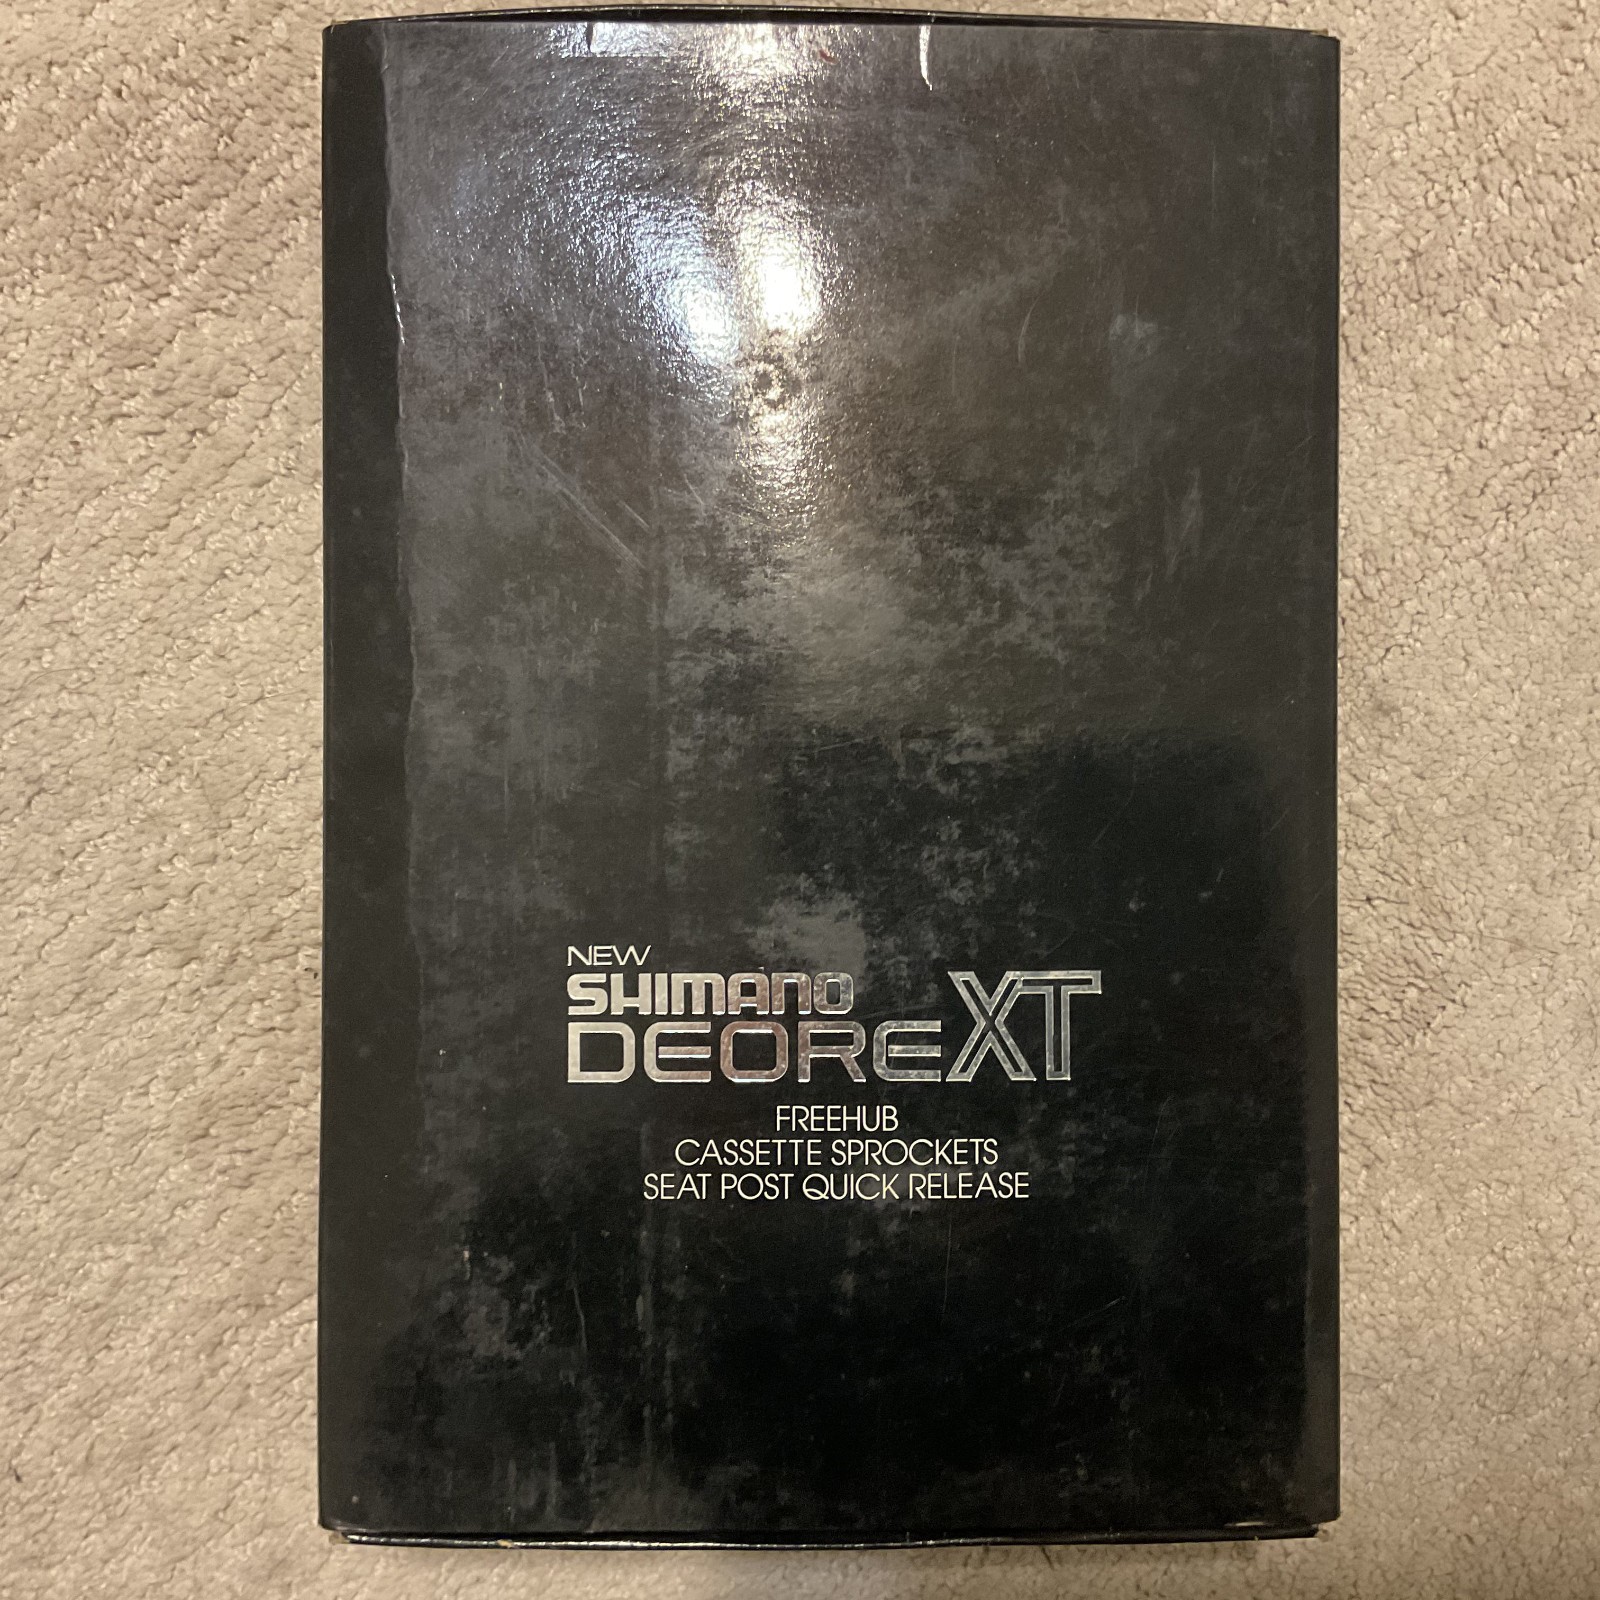 NEW
SHIMANO
DEORE XT
FREEHUB
CASSETTE SPROCKETS
SEAT POST QUICK RELEASE